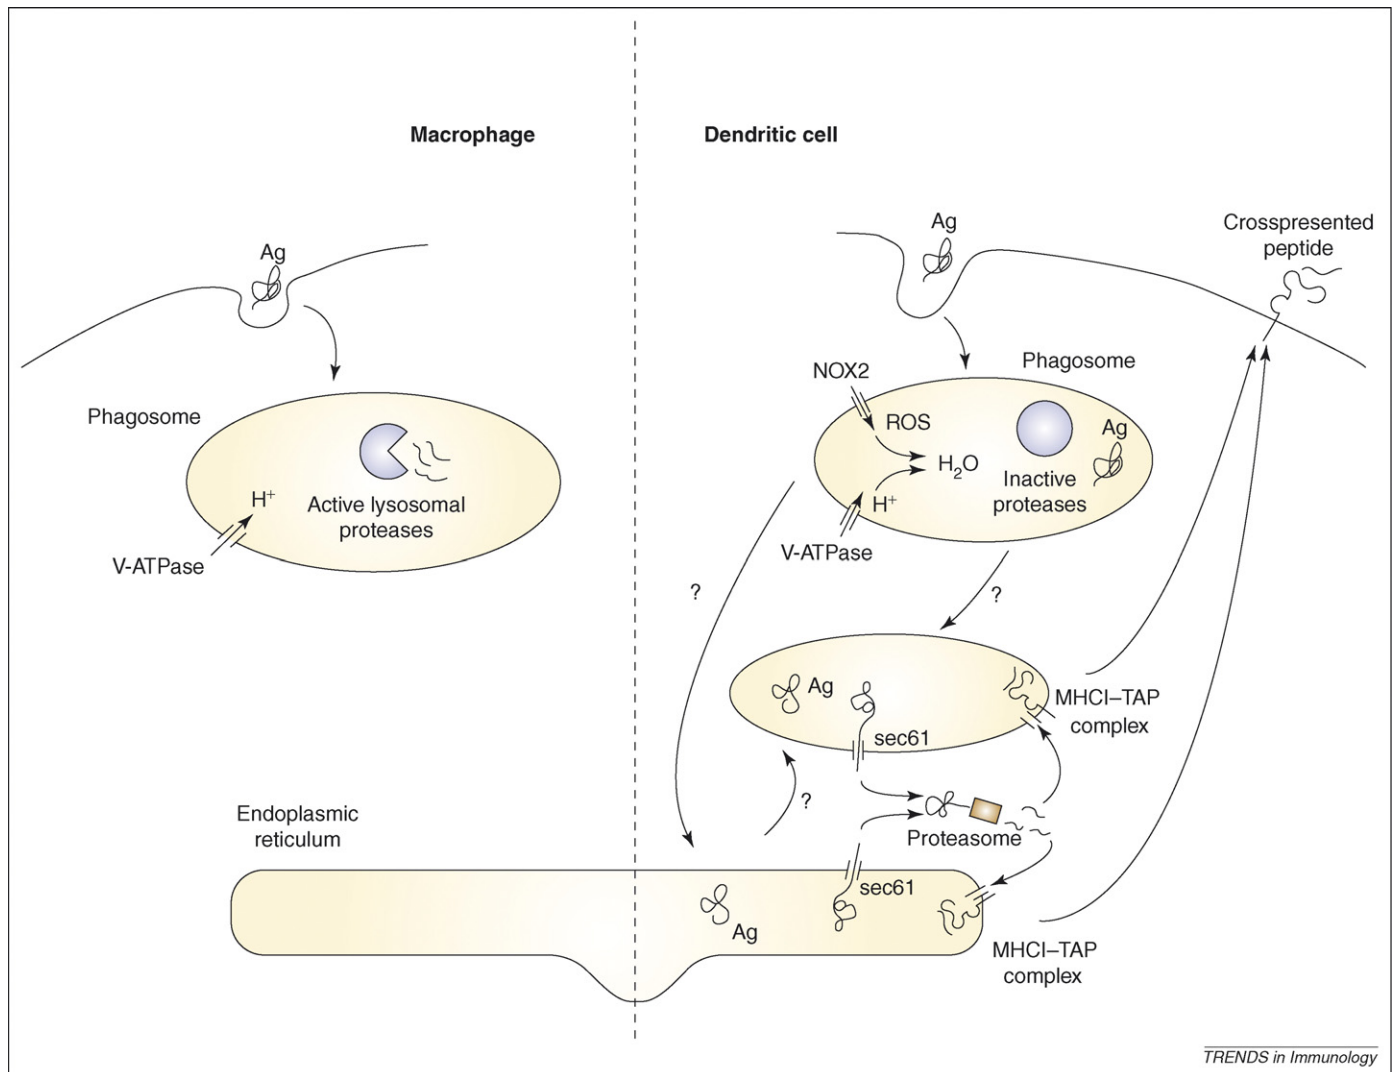 Macrophage
Dendritic cell
Ag
Phagosome
H+
Active lysosomal
proteases
V-ATPase
Endoplasmic
reticulum
Ag
Crosspresented
peptide
NOX2
Phagosome
ROS
H2O
Ag
Inactive
proteases
H+
V-ATPase
?
?
Ag
MHCI–TAP
complex
sec61
?
Proteasome
sec61
Ag
MHCI–TAP
complex
TRENDS in Immunology